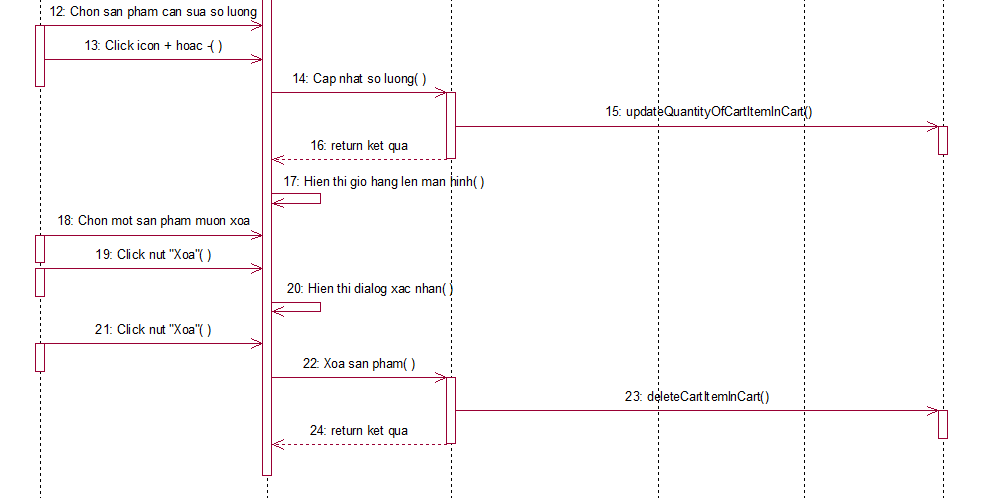 12: Chon san pham can sua so luong
13: Click icon + hoac -( )
14: Cap nhat so luong( )
15: updateQuantityOfCartItemInCart()
16: return ket qua
17: Hien thi gio hang len man hinh( )
18: Chon mot san pham muon xoa
19: Click nut "Xoa"( )
20: Hien thi dialog xac nhan( )
21: Click nut "Xoa"( )
22: Xoa san pham( )
23: deleteCartItemInCart()
24: return ket qua